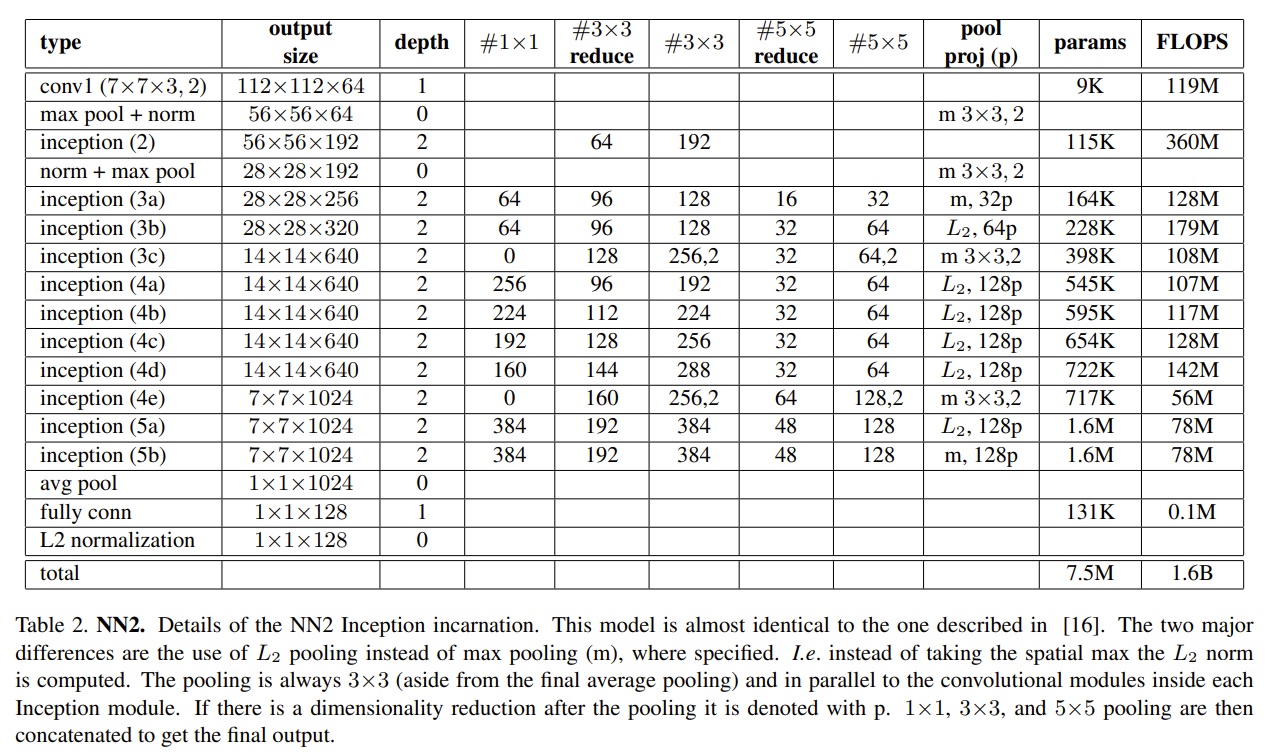 type output size depth #1×1 #3×3 reduce #3×3 #5×5 reduce #5×5 pool proj (p) params FLOPS
conv1 (7×7×3, 2) 112×112×64 1 9K 119M
max pool + norm 56×56×64 0 m 3×3, 2
inception (2) 56×56×192 2 64 192 115K 360M
norm + max pool 28×28×192 0 m 3×3, 2
inception (3a) 28×28×256 2 64 96 128 16 32 m, 32p 164K 128M
inception (3b) 28×28×320 2 64 96 128 32 64 L₂, 64p 228K 179M
inception (3c) 14×14×640 2 0 128 256,2 32 64,2 m 3×3,2 398K 108M
inception (4a) 14×14×640 2 256 96 192 32 64 L₂, 128p 545K 107M
inception (4b) 14×14×640 2 224 112 224 32 64 L₂, 128p 595K 117M
inception (4c) 14×14×640 2 192 128 256 32 64 L₂, 128p 654K 128M
inception (4d) 14×14×640 2 160 144 288 32 64 L₂, 128p 722K 142M
inception (4e) 7×7×1024 2 0 160 256,2 64 128,2 m 3×3,2 717K 56M
inception (5a) 7×7×1024 2 384 192 384 48 128 L₂, 128p 1.6M 78M
inception (5b) 7×7×1024 2 384 192 384 48 128 m, 128p 1.6M 78M
avg pool 1×1×1024 0
fully conn 1×1×128 1 131K 0.1M
L2 normalization 1×1×128 0
total 7.5M 1.6B
Table 2. NN2. Details of the NN2 Inception incarnation. This model is almost identical to the one described in [16]. The two major
differences are the use of L₂ pooling instead of max pooling (m), where specified. I.e. instead of taking the spatial max the L₂ norm
is computed. The pooling is always 3×3 (aside from the final average pooling) and in parallel to the convolutional modules inside each
Inception module. If there is a dimensionality reduction after the pooling it is denoted with p. 1×1, 3×3, and 5×5 pooling are then
concatenated to get the final output.